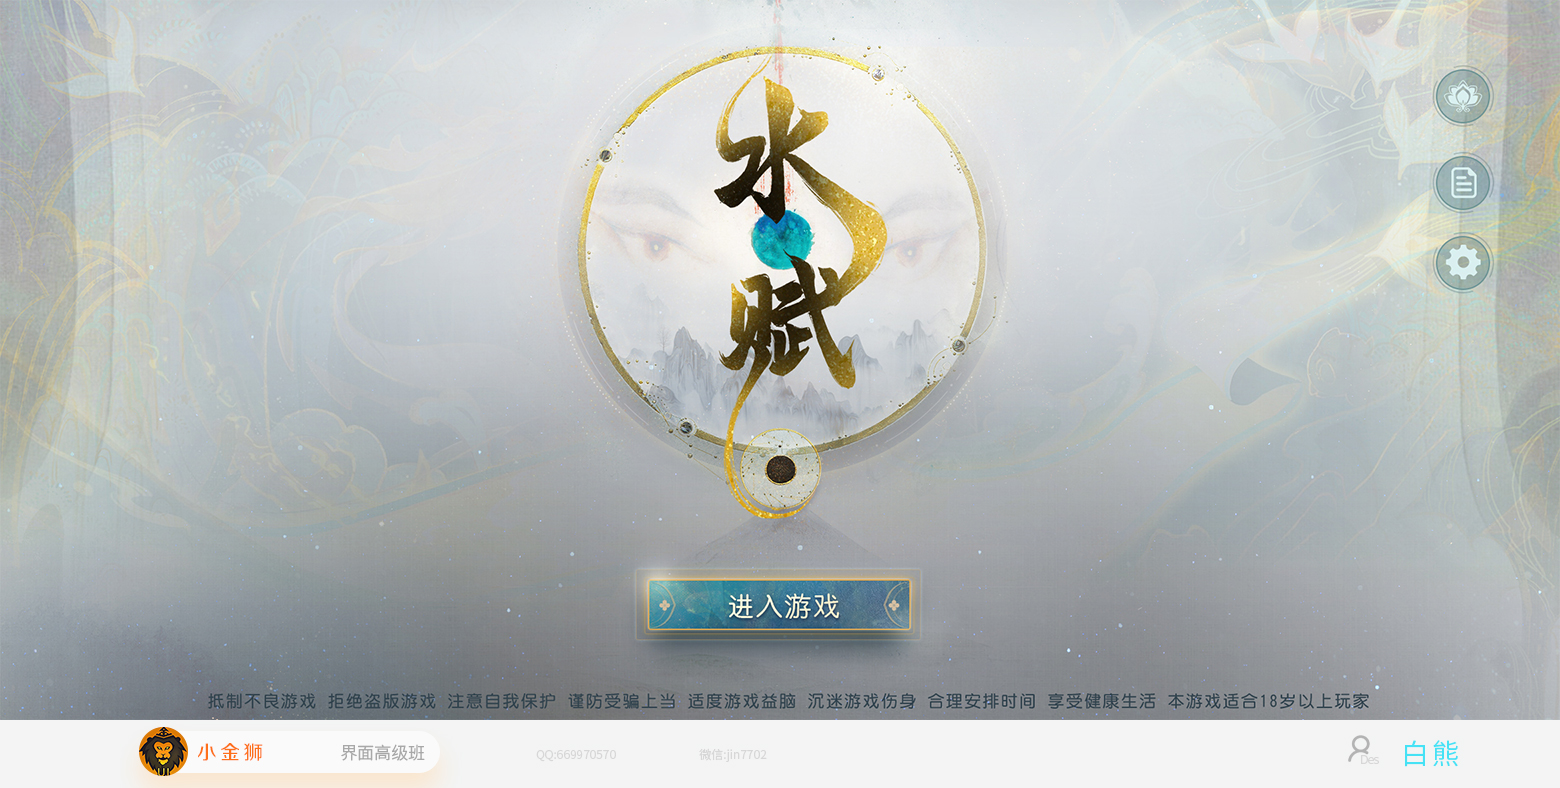 水赋
进入游戏
抵制不良游戏 拒绝盗版游戏 注意自我保护 谨防受骗上当 适度游戏益脑 沉迷游戏伤身 合理安排时间 享受健康生活 本游戏适合18岁以上玩家
小金狮 界面高级班 QQ:669970570 微信:jin7702 Des 白熊